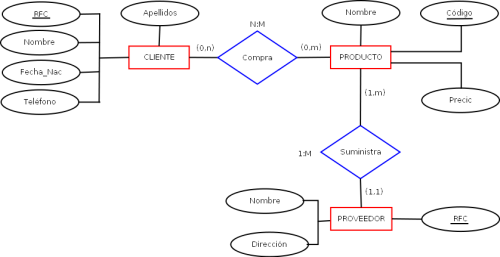 RFC
Apellidos
Nombre
Código
N:M
Nombre
(0.n)
(0.m)
CLIENTE
Compra
PRODUCTO
Fecha_Nac
Teléfono
(1.m)
Precic
1:M
Suministra
(1.1)
Nombre
PROVEEDOR
RFC
Dirección